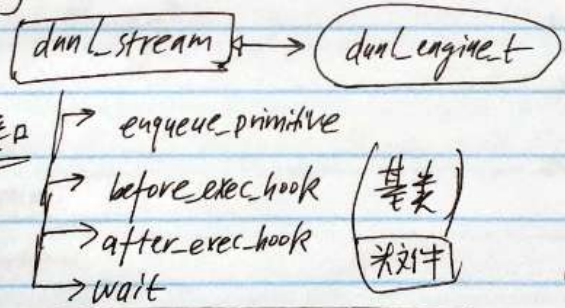 dnnl_stream dnnl_engine_t
enqueue_primitive
before_exec_hook
after_exec_hook
wait
基类
头文件